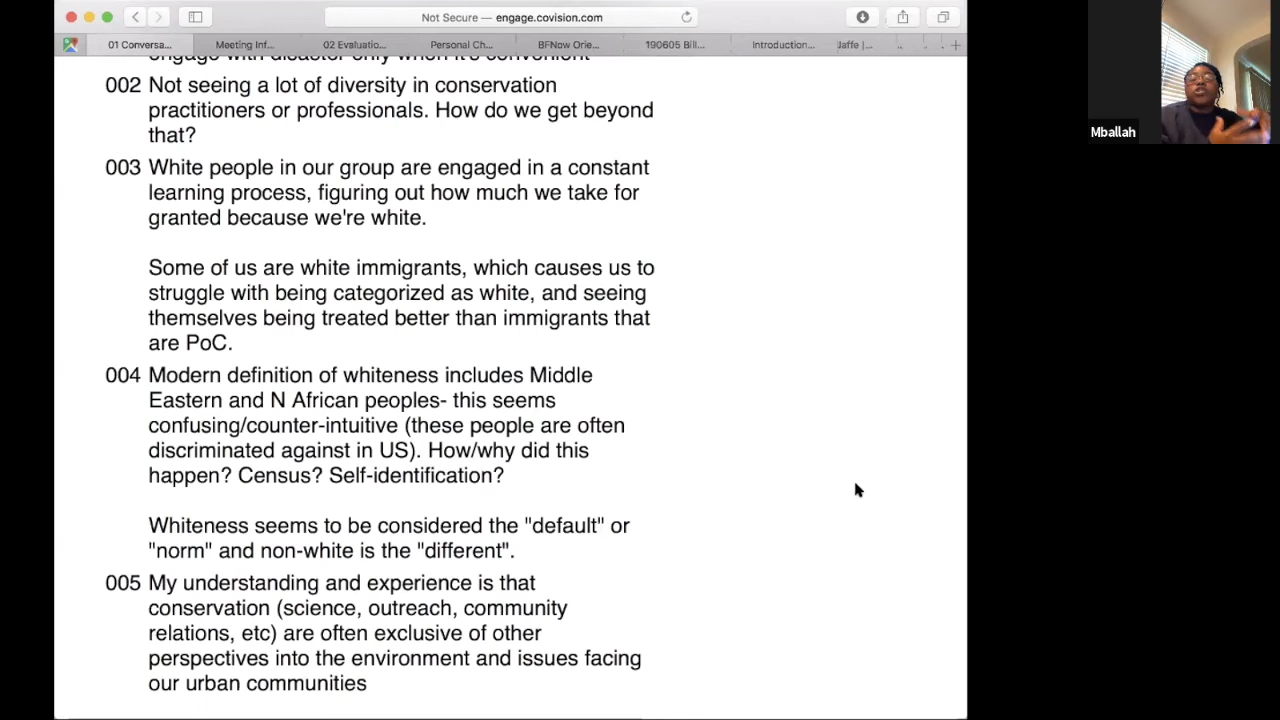 Not Secure — engage.covision.com
01 Conversa...
Meeting Inf...
02 Evaluatio...
Personal Ch...
BFNow Orie...
190605 Bill...
Introduction...
Jaffe |...
engage with disaster only when it's convenient
002 Not seeing a lot of diversity in conservation
practitioners or professionals. How do we get beyond
that?
003 White people in our group are engaged in a constant
learning process, figuring out how much we take for
granted because we're white.
Some of us are white immigrants, which causes us to
struggle with being categorized as white, and seeing
themselves being treated better than immigrants that
are PoC.
004 Modern definition of whiteness includes Middle
Eastern and N African peoples- this seems
confusing/counter-intuitive (these people are often
discriminated against in US). How/why did this
happen? Census? Self-identification?
Whiteness seems to be considered the "default" or
"norm" and non-white is the "different".
005 My understanding and experience is that
conservation (science, outreach, community
relations, etc) are often exclusive of other
perspectives into the environment and issues facing
our urban communities
Mballah